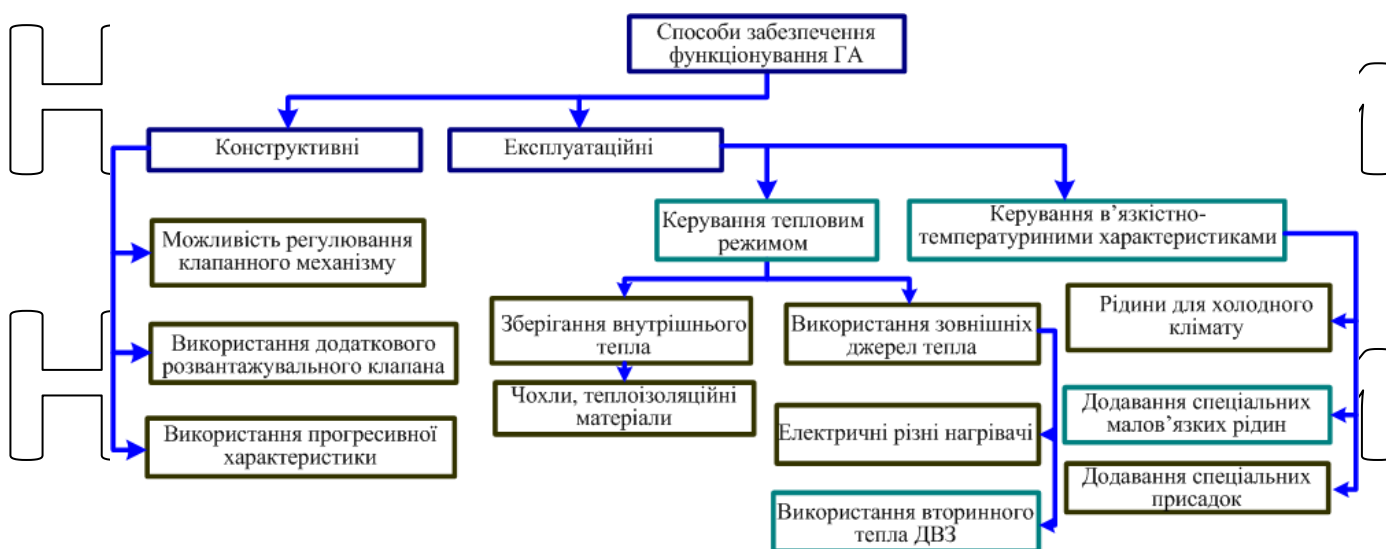 Способи забезпечення
функціонування ГА
Конструктивні
Експлуатаційні
Керування тепловим
режимом
Керування в’язкістно-
температуриними характеристиками
Можливість регулювання
клапанного механізму
Використання додаткового
розвантажувального клапана
Використання прогресивної
характеристики
Зберігання внутрішнього
тепла
Чохли, теплоізоляційні
матеріали
Використання зовнішніх
джерел тепла
Електричні різні нагрівачі
Використання вторинного
тепла ДВЗ
Рідини для холодного
клімату
Додавання спеціальних
малов’язких рідин
Додавання спеціальних
присадок